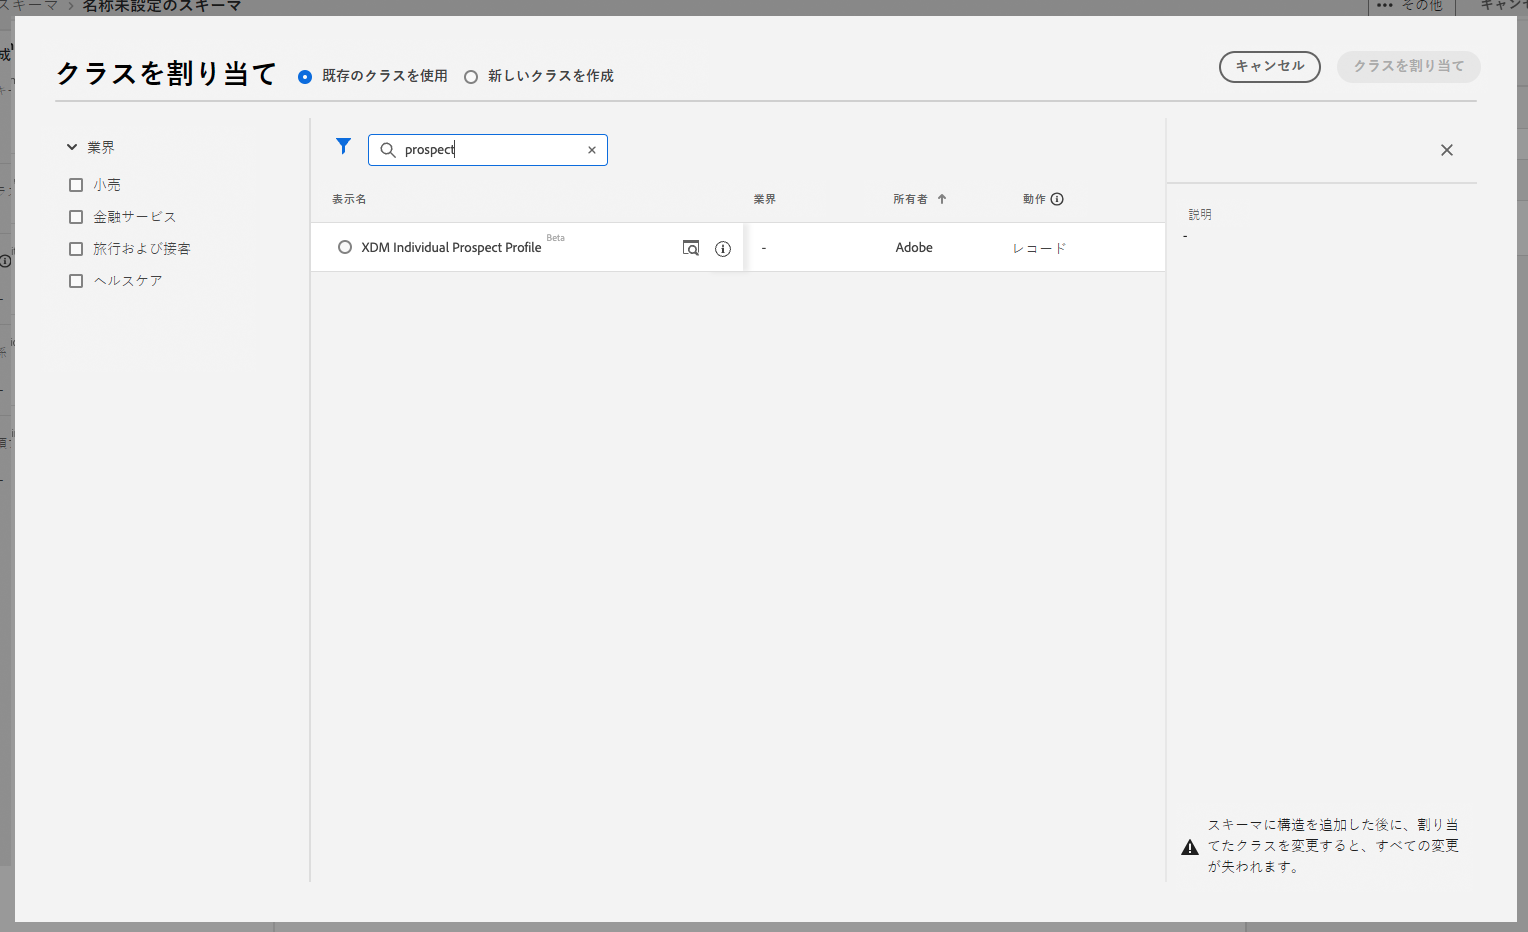 スキーマ > 名称未設定のスキーマ
••• その他
キャン
クラスを割り当て
既存のクラスを使用
新しいクラスを作成
キャンセル
クラスを割り当て
業界
小売
金融サービス
旅行および接客
ヘルスケア
prospect
表示名
業界
所有者
動作
XDM Individual Prospect Profile Beta
-
Adobe
レコード
説明
-
スキーマに構造を追加した後に、割り当
てたクラスを変更すると、すべての変更
が失われます。